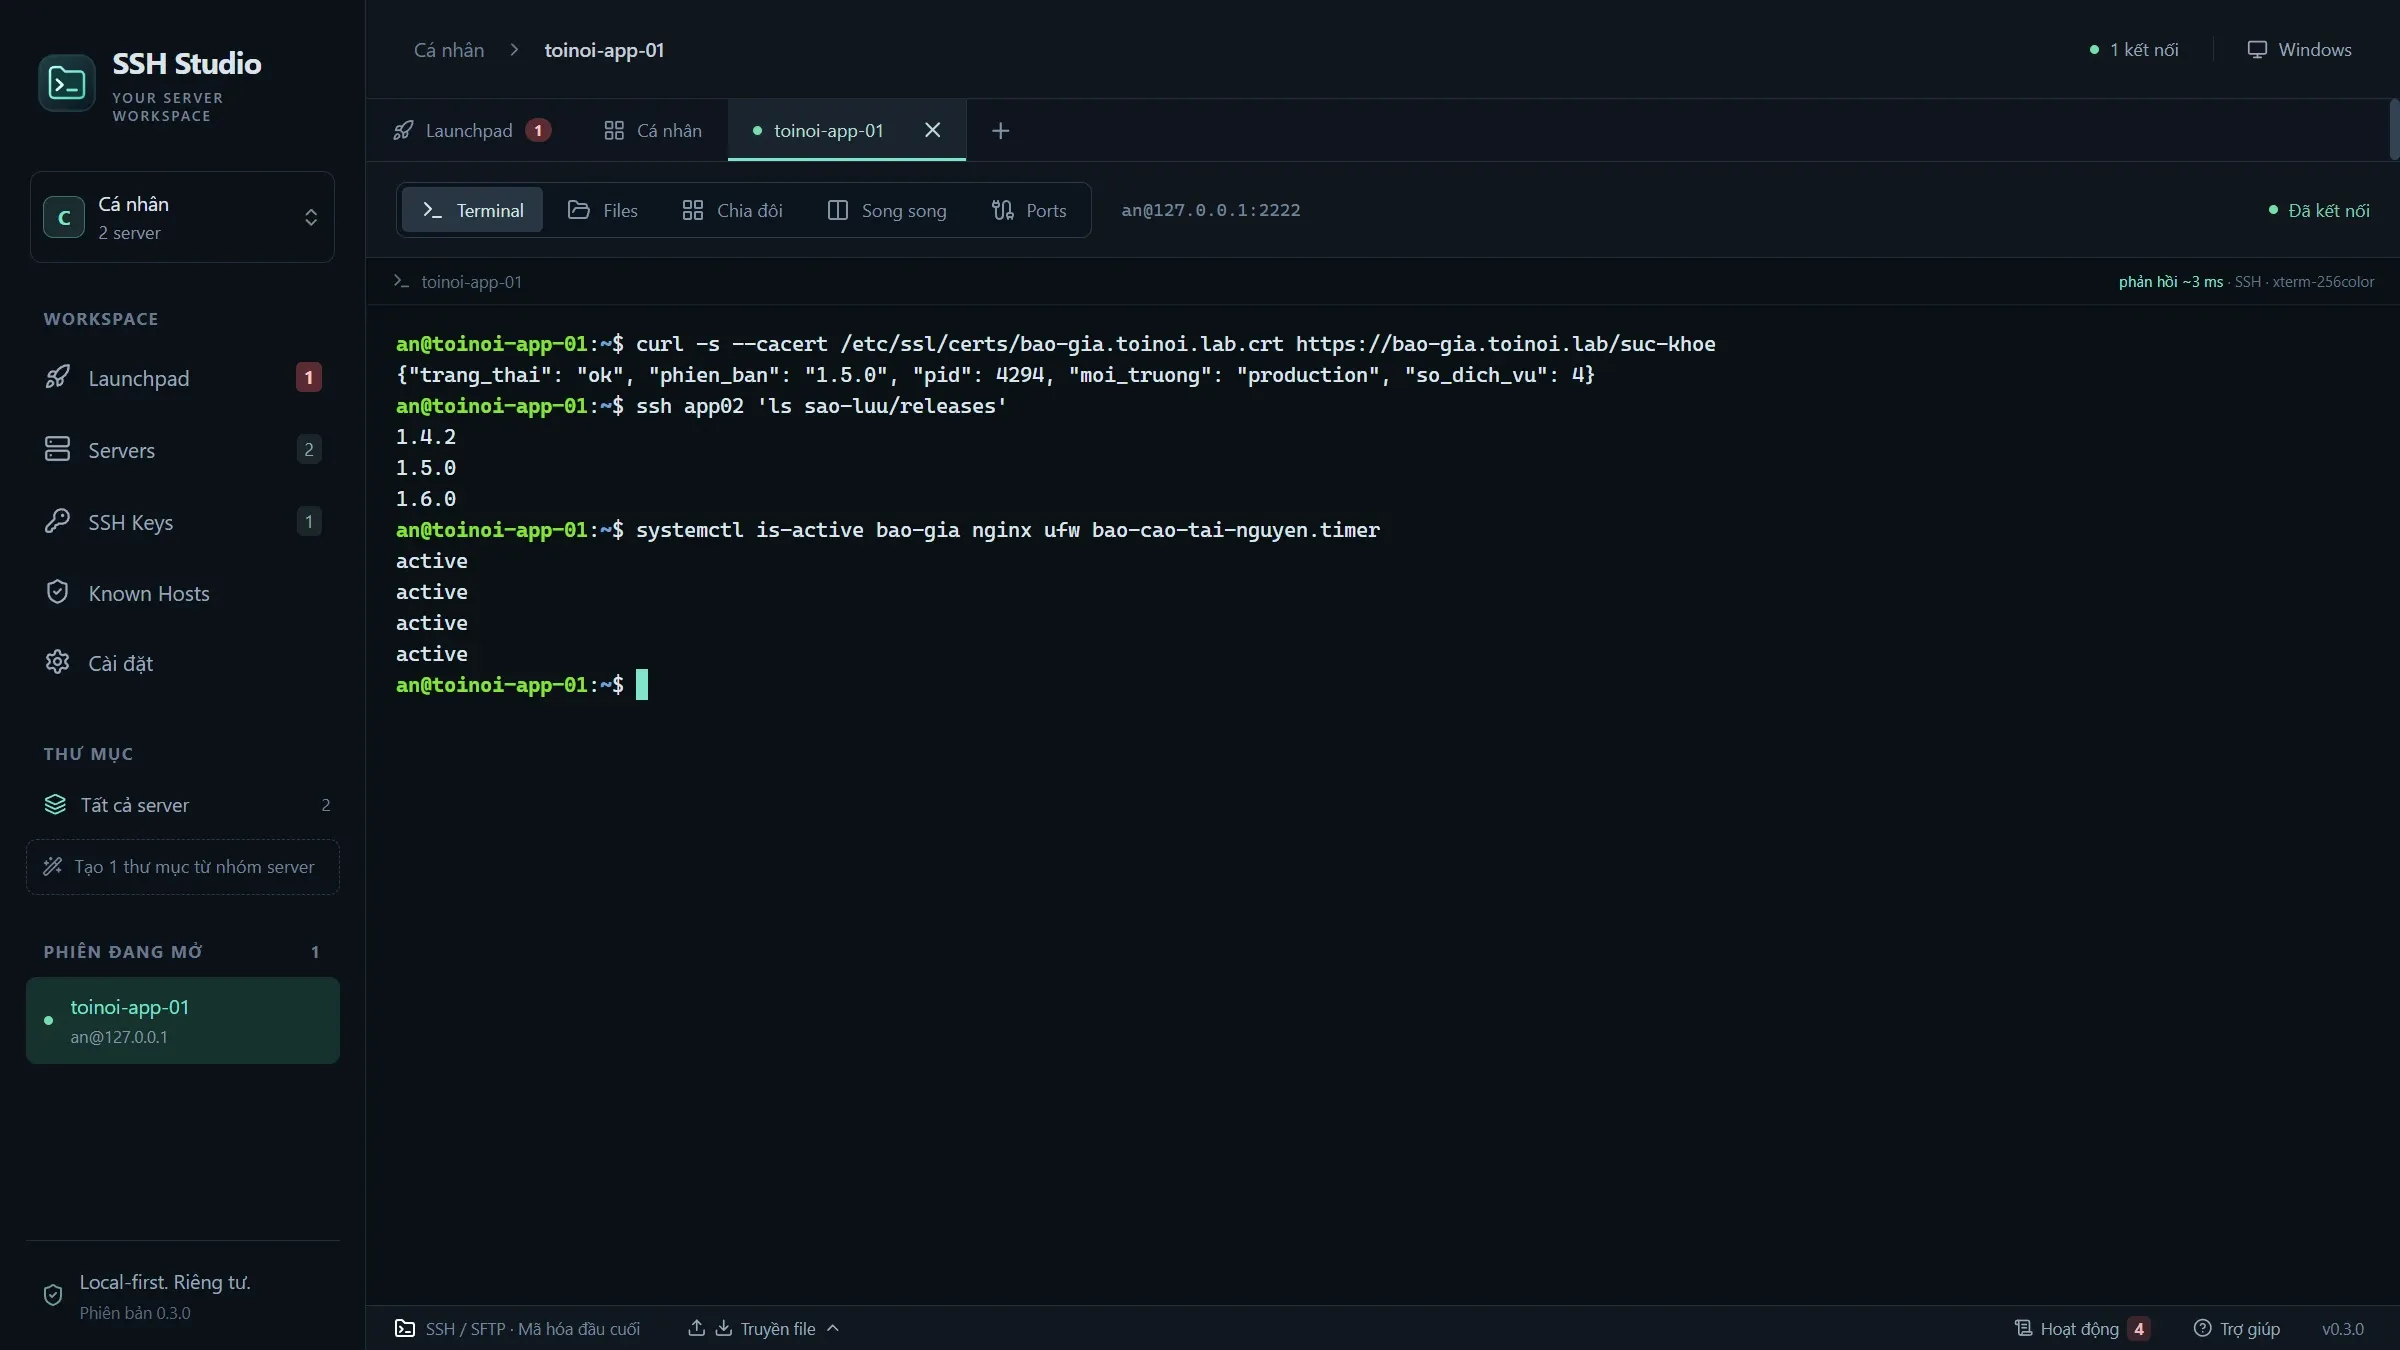 SSH Studio
YOUR SERVER
WORKSPACE
C
Cá nhân
2 server
WORKSPACE
Launchpad 1
Servers 2
SSH Keys 1
Known Hosts
Cài đặt
THƯ MỤC
Tất cả server 2
Tạo 1 thư mục từ nhóm server
PHIÊN ĐANG MỞ 1
toinoi-app-01
an@127.0.0.1
Local-first. Riêng tư.
Phiên bản 0.3.0
Cá nhân > toinoi-app-01
1 kết nối
Windows
Launchpad 1
Cá nhân
toinoi-app-01
Terminal
Files
Chia đôi
Song song
Ports
an@127.0.0.1:2222
Đã kết nối
toinoi-app-01
phản hồi ~3 ms · SSH · xterm-256color
an@toinoi-app-01:~$ curl -s --cacert /etc/ssl/certs/bao-gia.toinoi.lab.crt https://bao-gia.toinoi.lab/suc-khoe
{"trang_thai": "ok", "phien_ban": "1.5.0", "pid": 4294, "moi_truong": "production", "so_dich_vu": 4}
an@toinoi-app-01:~$ ssh app02 'ls sao-luu/releases'
1.4.2
1.5.0
1.6.0
an@toinoi-app-01:~$ systemctl is-active bao-gia nginx ufw bao-cao-tai-nguyen.timer
active
active
active
active
an@toinoi-app-01:~$
SSH / SFTP · Mã hóa đầu cuối
Truyền file
Hoạt động 4
Trợ giúp
v0.3.0